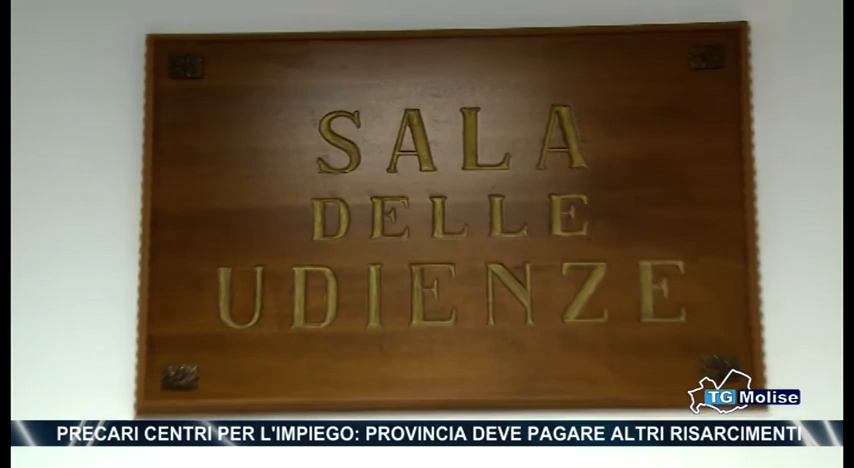 SALA
DELLE
UDIENZE
TG Molise
PRECARI CENTRI PER L'IMPIEGO: PROVINCIA DEVE PAGARE ALTRI RISARCIMENTI